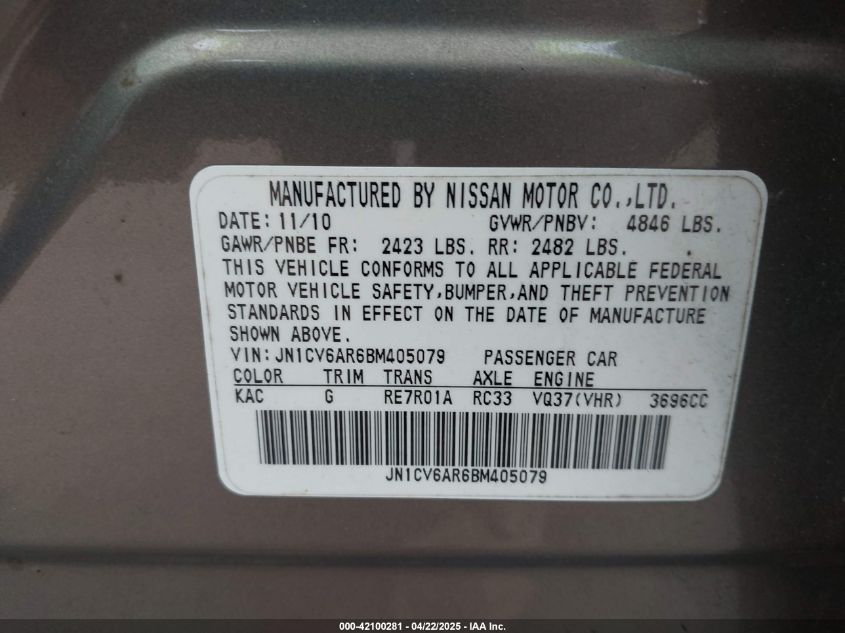 MANUFACTURED BY NISSAN MOTOR CO.,LTD.
DATE: 11/10 GVWR/PNBV: 4846 LBS.
GAWR/PNBE FR: 2423 LBS. RR: 2482 LBS.
THIS VEHICLE CONFORMS TO ALL APPLICABLE FEDERAL
MOTOR VEHICLE SAFETY,BUMPER,AND THEFT PREVENTION
STANDARDS IN EFFECT ON THE DATE OF MANUFACTURE
SHOWN ABOVE.
VIN: JN1CV6AR6BM405079 PASSENGER CAR
COLOR TRIM TRANS AXLE ENGINE
KAC G RE7R01A RC33 VQ37(VHR) 3696CC
JN1CV6AR6BM405079
000-42100281 - 04/22/2025 - IAA Inc.